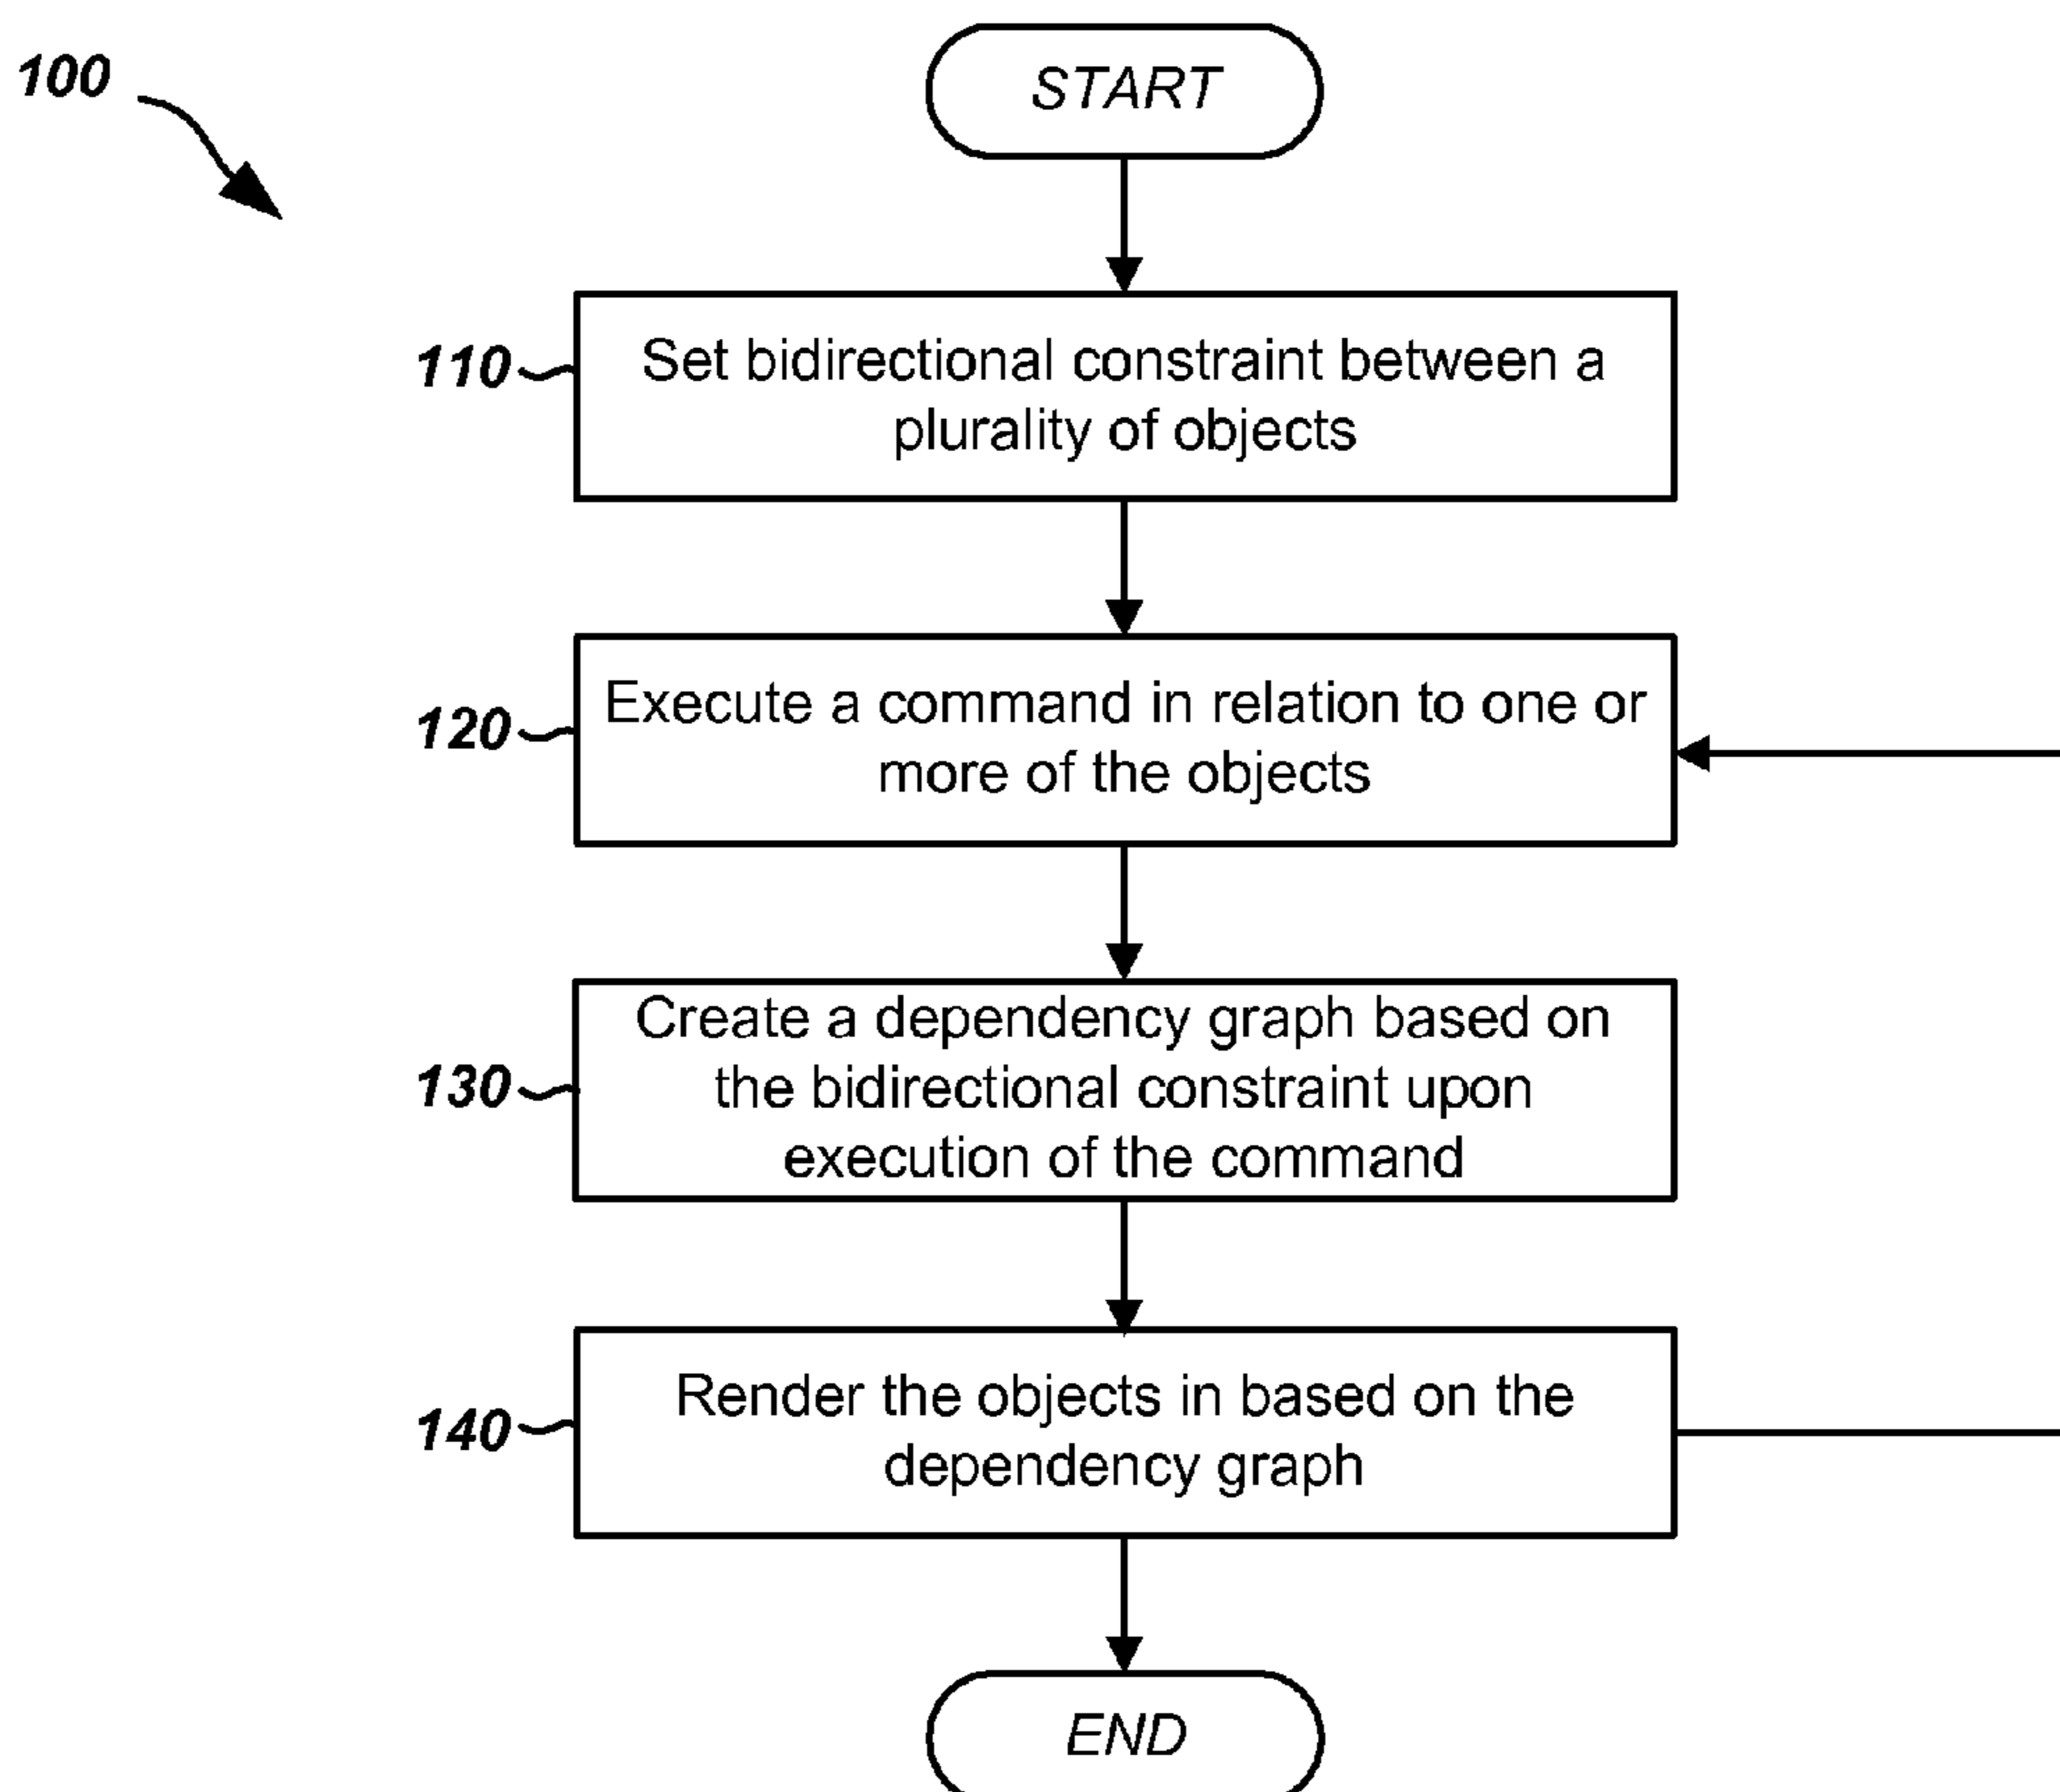 100
START
110
Set bidirectional constraint between a
plurality of objects
120
Execute a command in relation to one or
more of the objects
130
Create a dependency graph based on
the bidirectional constraint upon
execution of the command
140
Render the objects in based on the
dependency graph
END